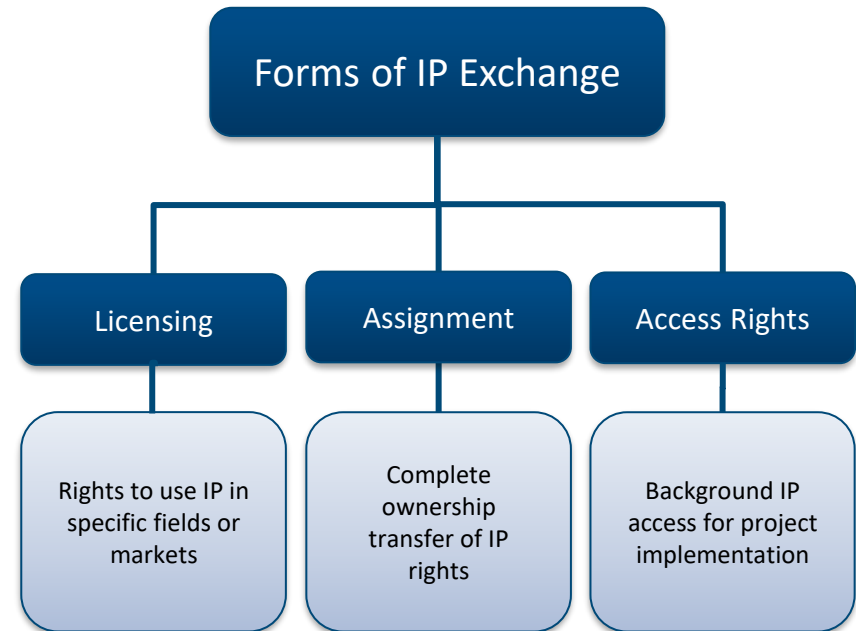 Forms of IP Exchange
Licensing
Assignment
Access Rights
Rights to use IP in
specific fields or
markets
Complete
ownership
transfer of IP
rights
Background IP
access for project
implementation